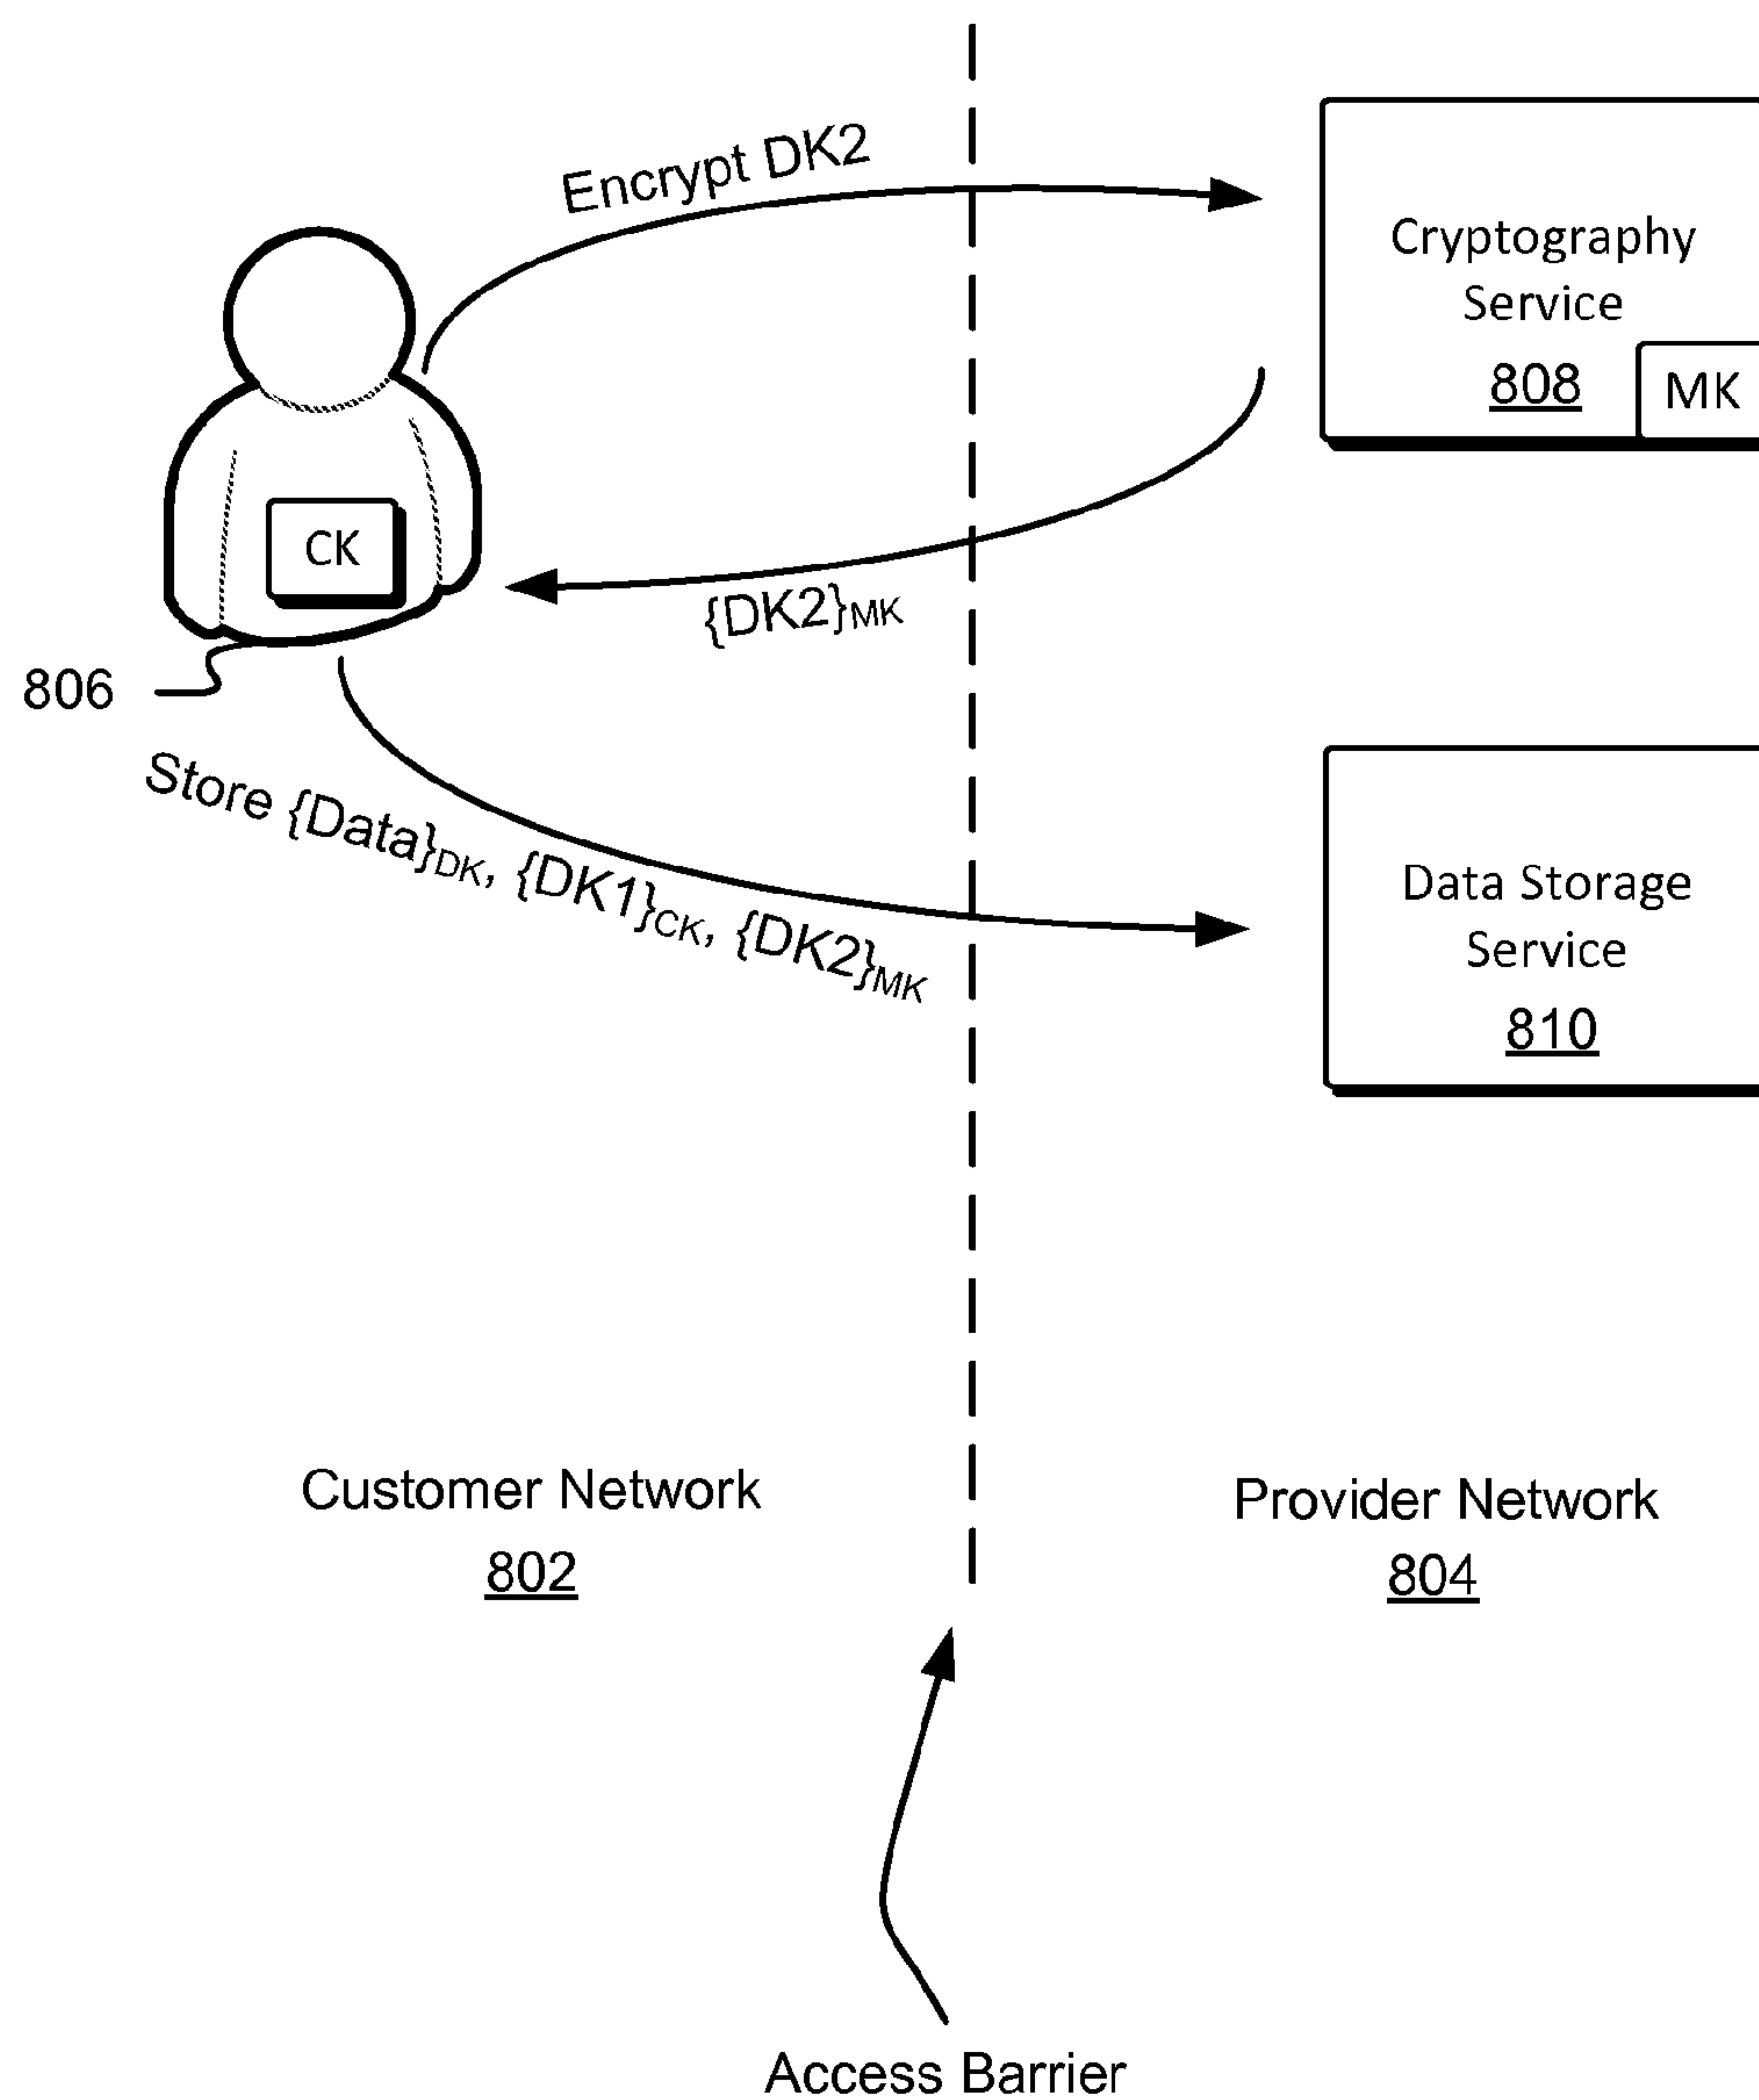 Encrypt DK2
Cryptography
Service
808
MK
CK
{DK2}MK
806
Store {Data}DK, {DK1}CK, {DK2}MK
Data Storage
Service
810
Customer Network
802
Provider Network
804
Access Barrier